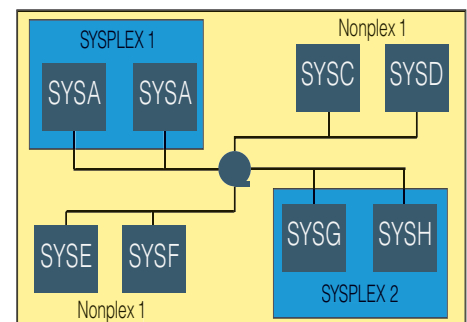 SYSPLEX 1
SYSA SYSA
Nonplex 1
SYSC SYSD
SYSE SYSF
Nonplex 1
SYSG SYSH
SYSPLEX 2